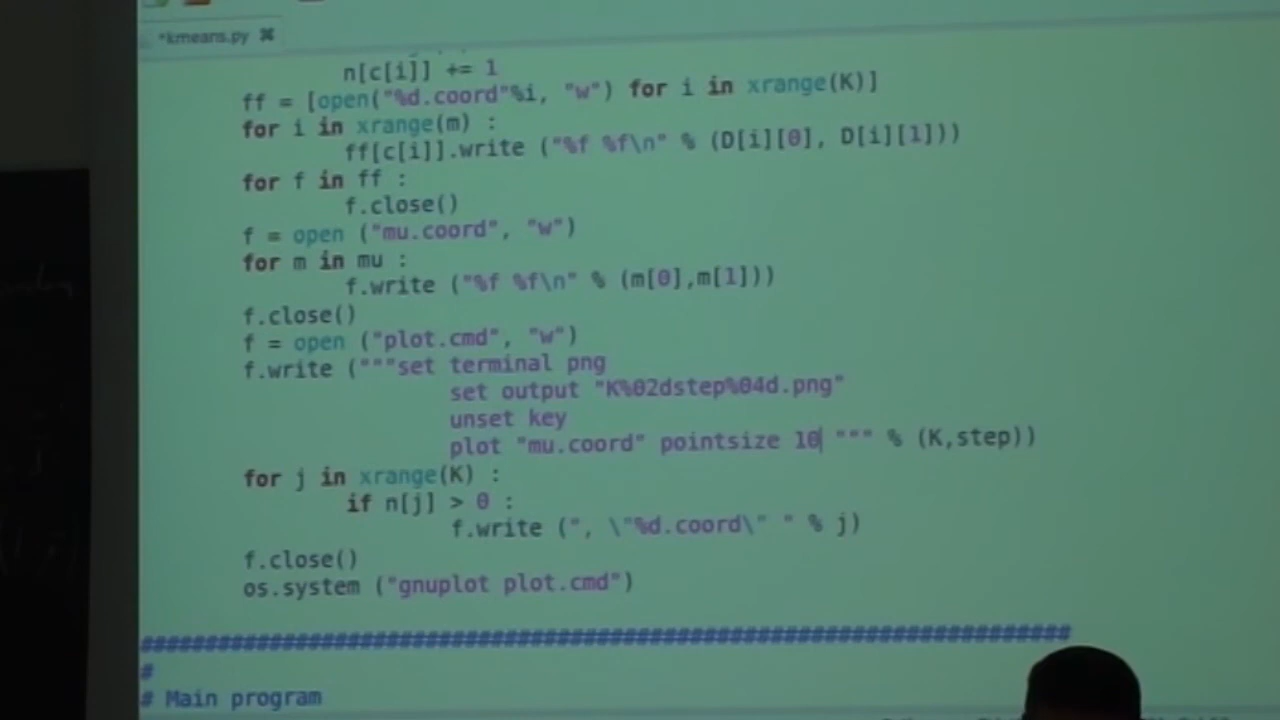 *kmeans.py ✖
n[c[i]] += 1
ff = [open("%d.coord"%i, "w") for i in xrange(K)]
for i in xrange(m) :
ff[c[i]].write ("%f %f\n" % (D[i][0], D[i][1]))
for f in ff :
f.close()
f = open ("mu.coord", "w")
for m in mu :
f.write ("%f %f\n" % (m[0],m[1]))
f.close()
f = open ("plot.cmd", "w")
f.write ("""set terminal png
set output "K%02dstep%04d.png"
unset key
plot "mu.coord" pointsize 10 """ % (K,step))
for j in xrange(K) :
if n[j] > 0 :
f.write (", \"%d.coord\" " % j)
f.close()
os.system ("gnuplot plot.cmd")
################################################################################
#
# Main program